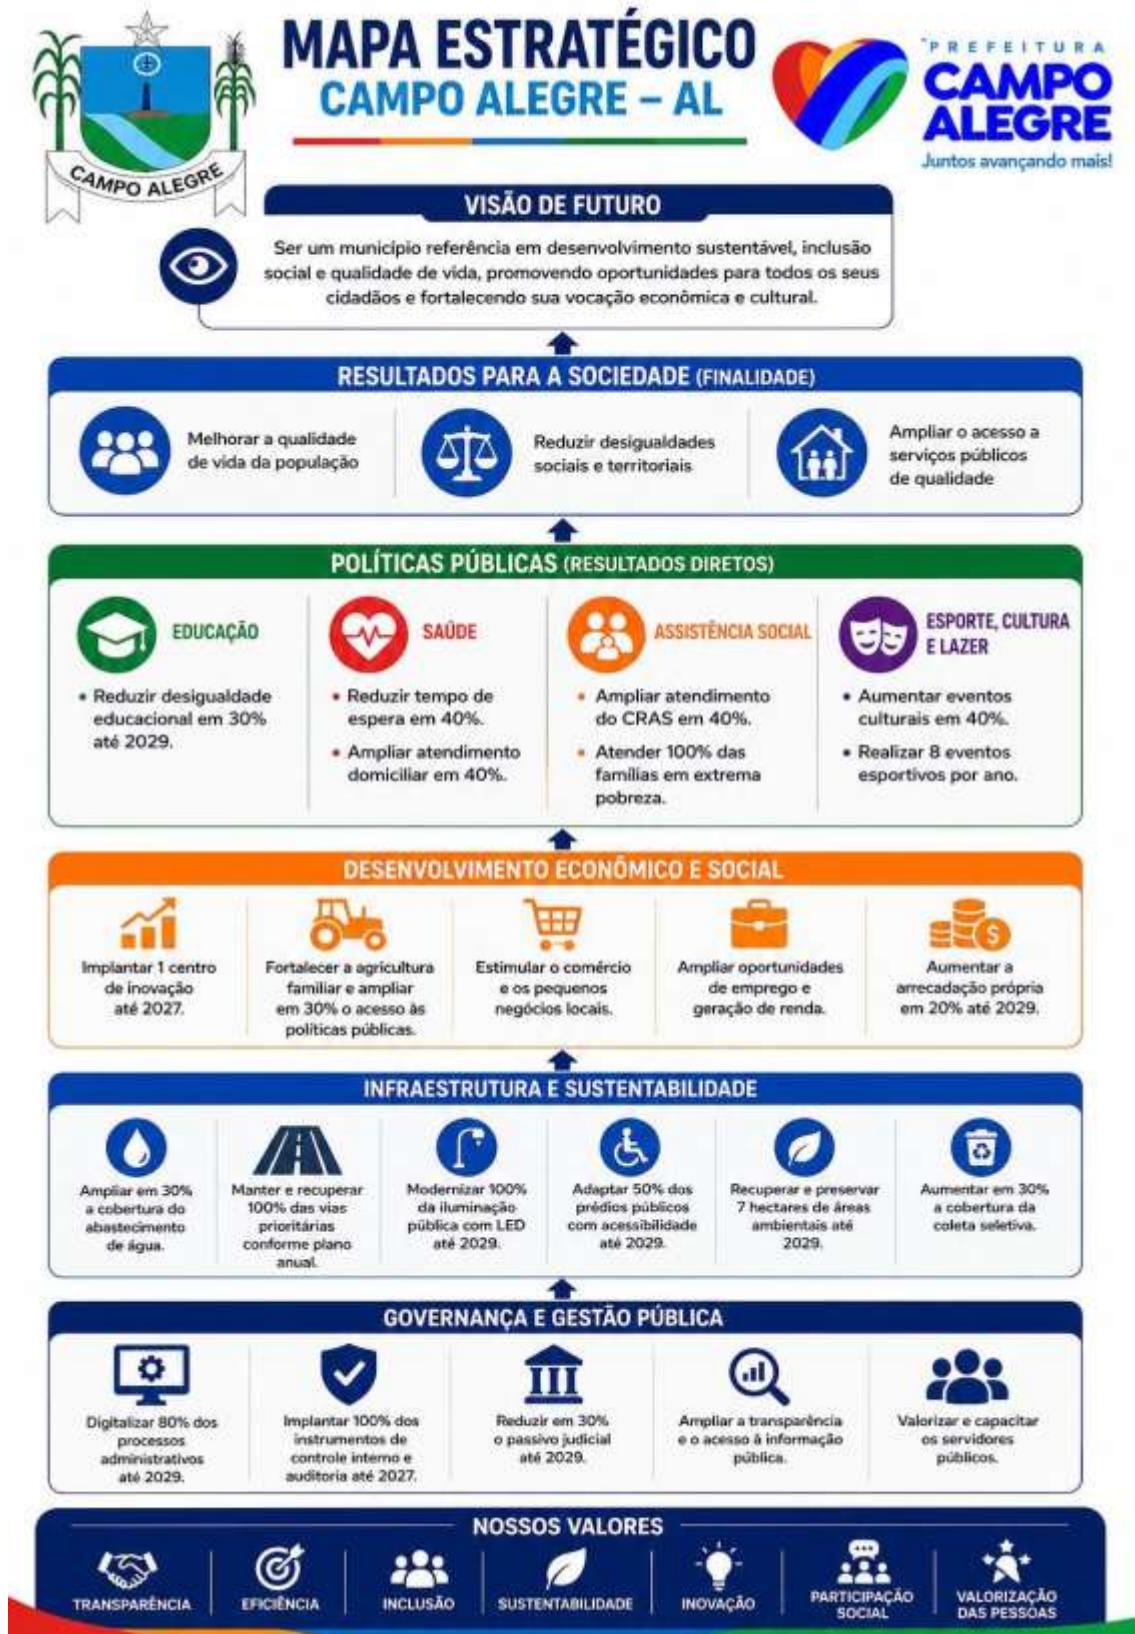 MAPA ESTRATÉGICO
CAMPO ALEGRE – AL
CAMPO ALEGRE
PREFEITURA
CAMPO
ALEGRE
Juntos avançando mais!
VISÃO DE FUTURO
Ser um município referência em desenvolvimento sustentável, inclusão
social e qualidade de vida, promovendo oportunidades para todos os seus
cidadãos e fortalecendo sua vocação econômica e cultural.
RESULTADOS PARA A SOCIEDADE (FINALIDADE)
Melhorar a qualidade
de vida da população
Reduzir desigualdades
sociais e territoriais
Ampliar o acesso a
serviços públicos
de qualidade
POLÍTICAS PÚBLICAS (RESULTADOS DIRETOS)
EDUCAÇÃO
• Reduzir desigualdade
educacional em 30%
até 2029.
SAÚDE
• Reduzir tempo de
espera em 40%.
• Ampliar atendimento
domiciliar em 40%.
ASSISTÊNCIA SOCIAL
• Ampliar atendimento
do CRAS em 40%.
• Atender 100% das
famílias em extrema
pobreza.
ESPORTE, CULTURA
E LAZER
• Aumentar eventos
culturais em 40%.
• Realizar 8 eventos
esportivos por ano.
DESENVOLVIMENTO ECONÔMICO E SOCIAL
Implantar 1 centro
de inovação
até 2027.
Fortalecer a agricultura
familiar e ampliar
em 30% o acesso às
políticas públicas.
Estimular o comércio
e os pequenos
negócios locais.
Ampliar oportunidades
de emprego e
geração de renda.
Aumentar a
arrecadação própria
em 20% até 2029.
INFRAESTRUTURA E SUSTENTABILIDADE
Ampliar em 30%
a cobertura do
abastecimento
de água.
Manter e recuperar
100% das vias
prioritárias
conforme plano
anual.
Modernizar 100%
da iluminação
pública com LED
até 2029.
Adaptar 50% dos
prédios públicos
com acessibilidade
até 2029.
Recuperar e preservar
7 hectares de áreas
ambientais até
2029.
Aumentar em 30%
a cobertura da
coleta seletiva.
GOVERNANÇA E GESTÃO PÚBLICA
Digitalizar 80% dos
processos
administrativos
até 2029.
Implantar 100% dos
instrumentos de
controle interno e
auditoria até 2027.
Reduzir em 30%
o passivo judicial
até 2029.
Ampliar a transparência
e o acesso à informação
pública.
Valorizar e capacitar
os servidores
públicos.
NOSSOS VALORES
TRANSPARÊNCIA
EFICIÊNCIA
INCLUSÃO
SUSTENTABILIDADE
INOVAÇÃO
PARTICIPAÇÃO
SOCIAL
VALORIZAÇÃO
DAS PESSOAS